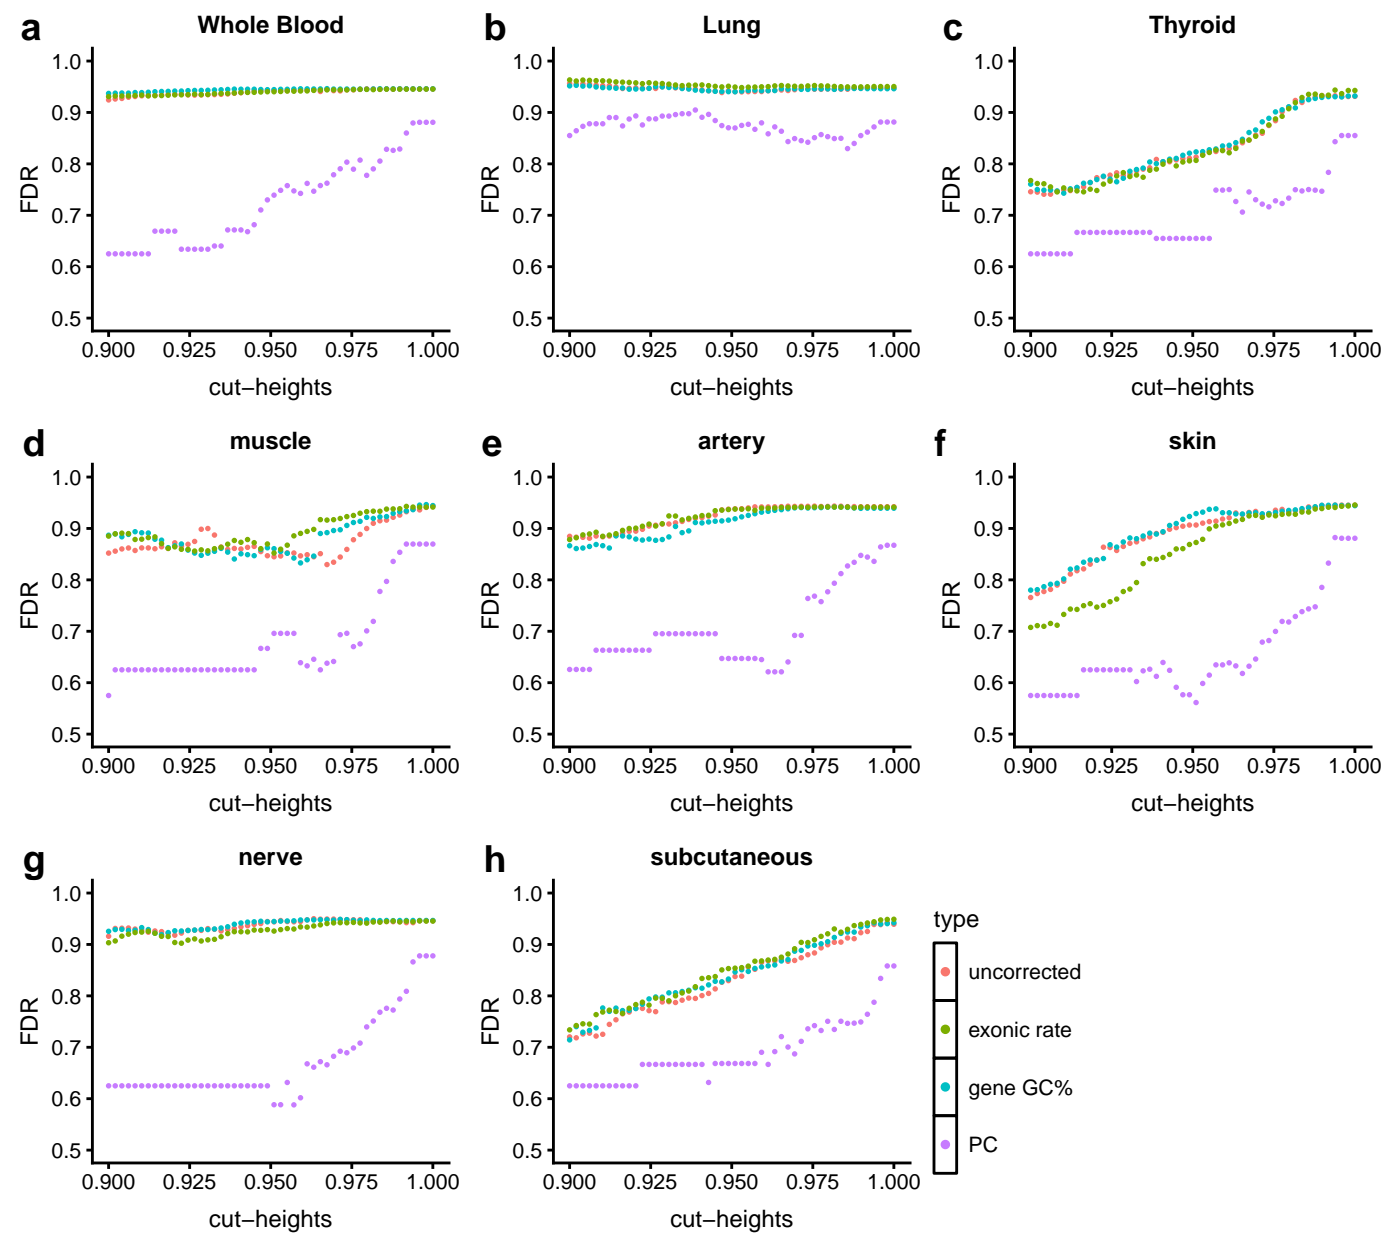 a Whole Blood
1.0
0.9
0.8
0.7
0.6
0.5
FDR
0.900 0.925 0.950 0.975 1.000
cut−heights
b Lung
1.0
0.9
0.8
0.7
0.6
0.5
FDR
0.900 0.925 0.950 0.975 1.000
cut−heights
c Thyroid
1.0
0.9
0.8
0.7
0.6
0.5
FDR
0.900 0.925 0.950 0.975 1.000
cut−heights
d muscle
1.0
0.9
0.8
0.7
0.6
0.5
FDR
0.900 0.925 0.950 0.975 1.000
cut−heights
e artery
1.0
0.9
0.8
0.7
0.6
0.5
FDR
0.900 0.925 0.950 0.975 1.000
cut−heights
f skin
1.0
0.9
0.8
0.7
0.6
0.5
FDR
0.900 0.925 0.950 0.975 1.000
cut−heights
g nerve
1.0
0.9
0.8
0.7
0.6
0.5
FDR
0.900 0.925 0.950 0.975 1.000
cut−heights
h subcutaneous
1.0
0.9
0.8
0.7
0.6
0.5
FDR
0.900 0.925 0.950 0.975 1.000
cut−heights
type
uncorrected
exonic rate
gene GC%
PC